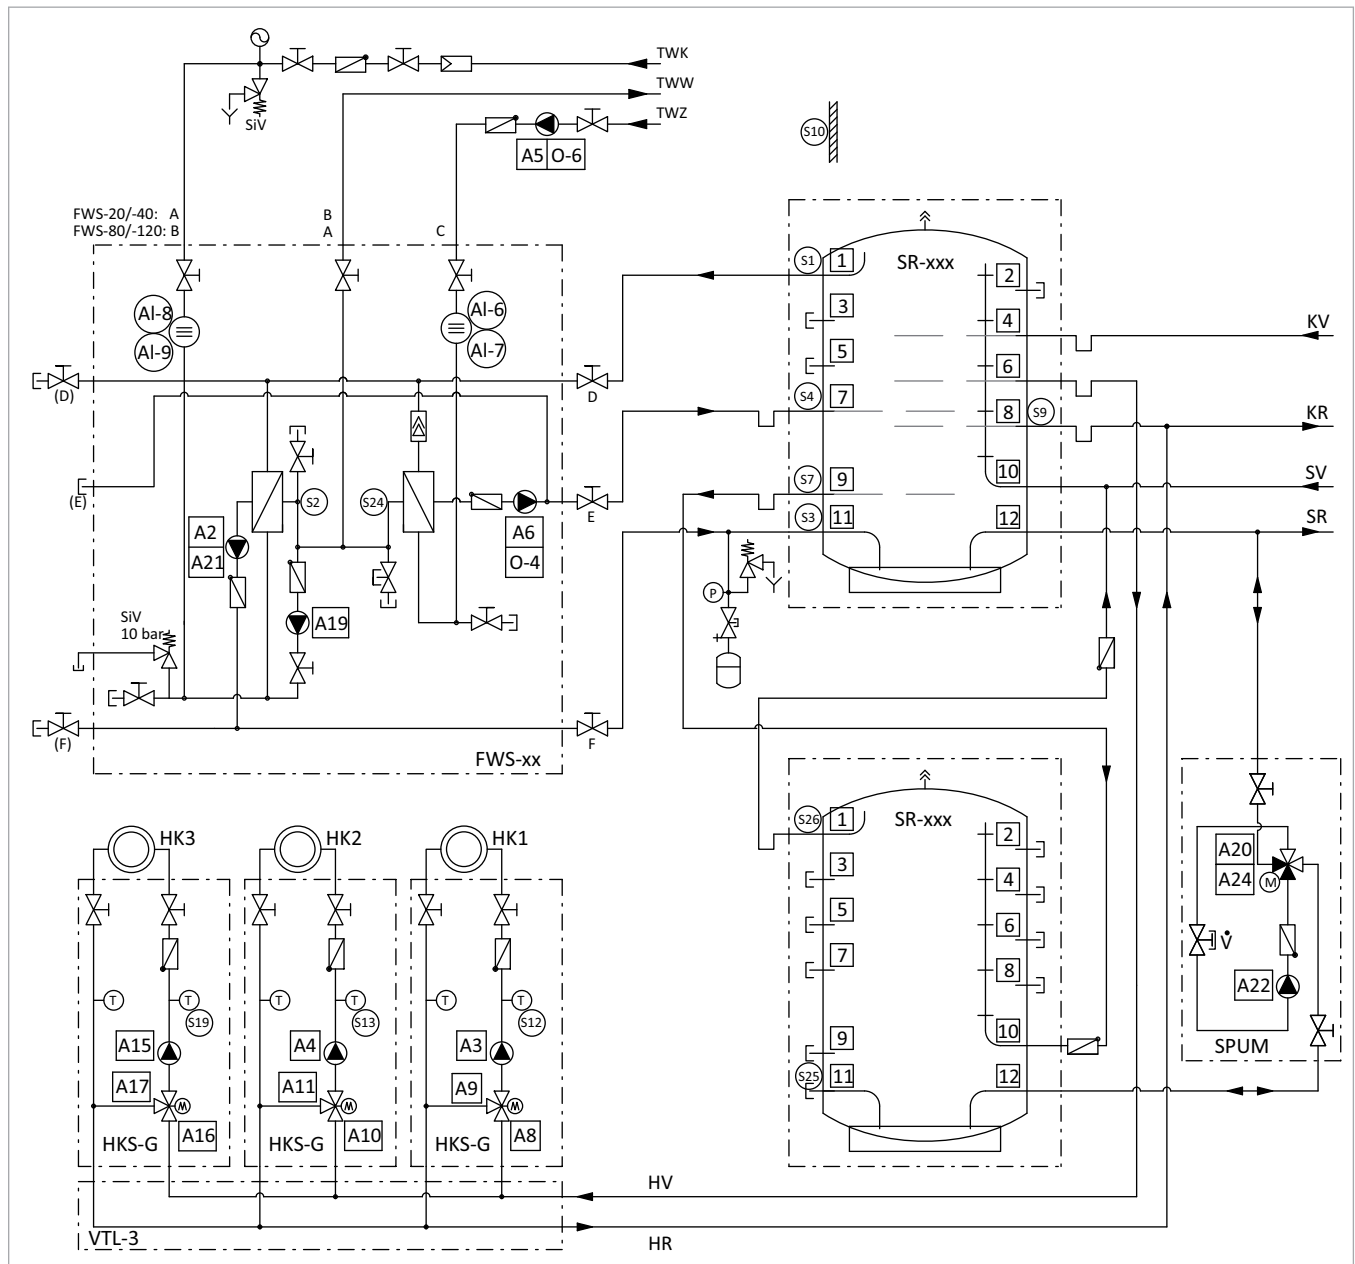 TWK
TWW
TWZ
SiV
A5 O-6
S10
FWS-20/-40: A
FWS-80/-120: B
B
A
C
S1 1 SR-xxx 2
AI-8
AI-9
AI-6
AI-7
3 4 KV
5 6
(D) D S4 7 8 S9 KR
(E) S2 S24 E S7 9 10 SV
S3 11 12 SR
A2
A21
A6
O-4
P
SiV
10 bar
A19
(F) F
FWS-xx
HK3 HK2 HK1
S26 1 SR-xxx 2
3 4
5 6
7 8
9 10
S25 11 12
A20
A24
M
V̇
A22
SPUM
T T T
S19 S13 S12
A15 A4 A3
A17 A11 A9
M M M
A16 A10 A8
HKS-G HKS-G HKS-G
HV
VTL-3
HR